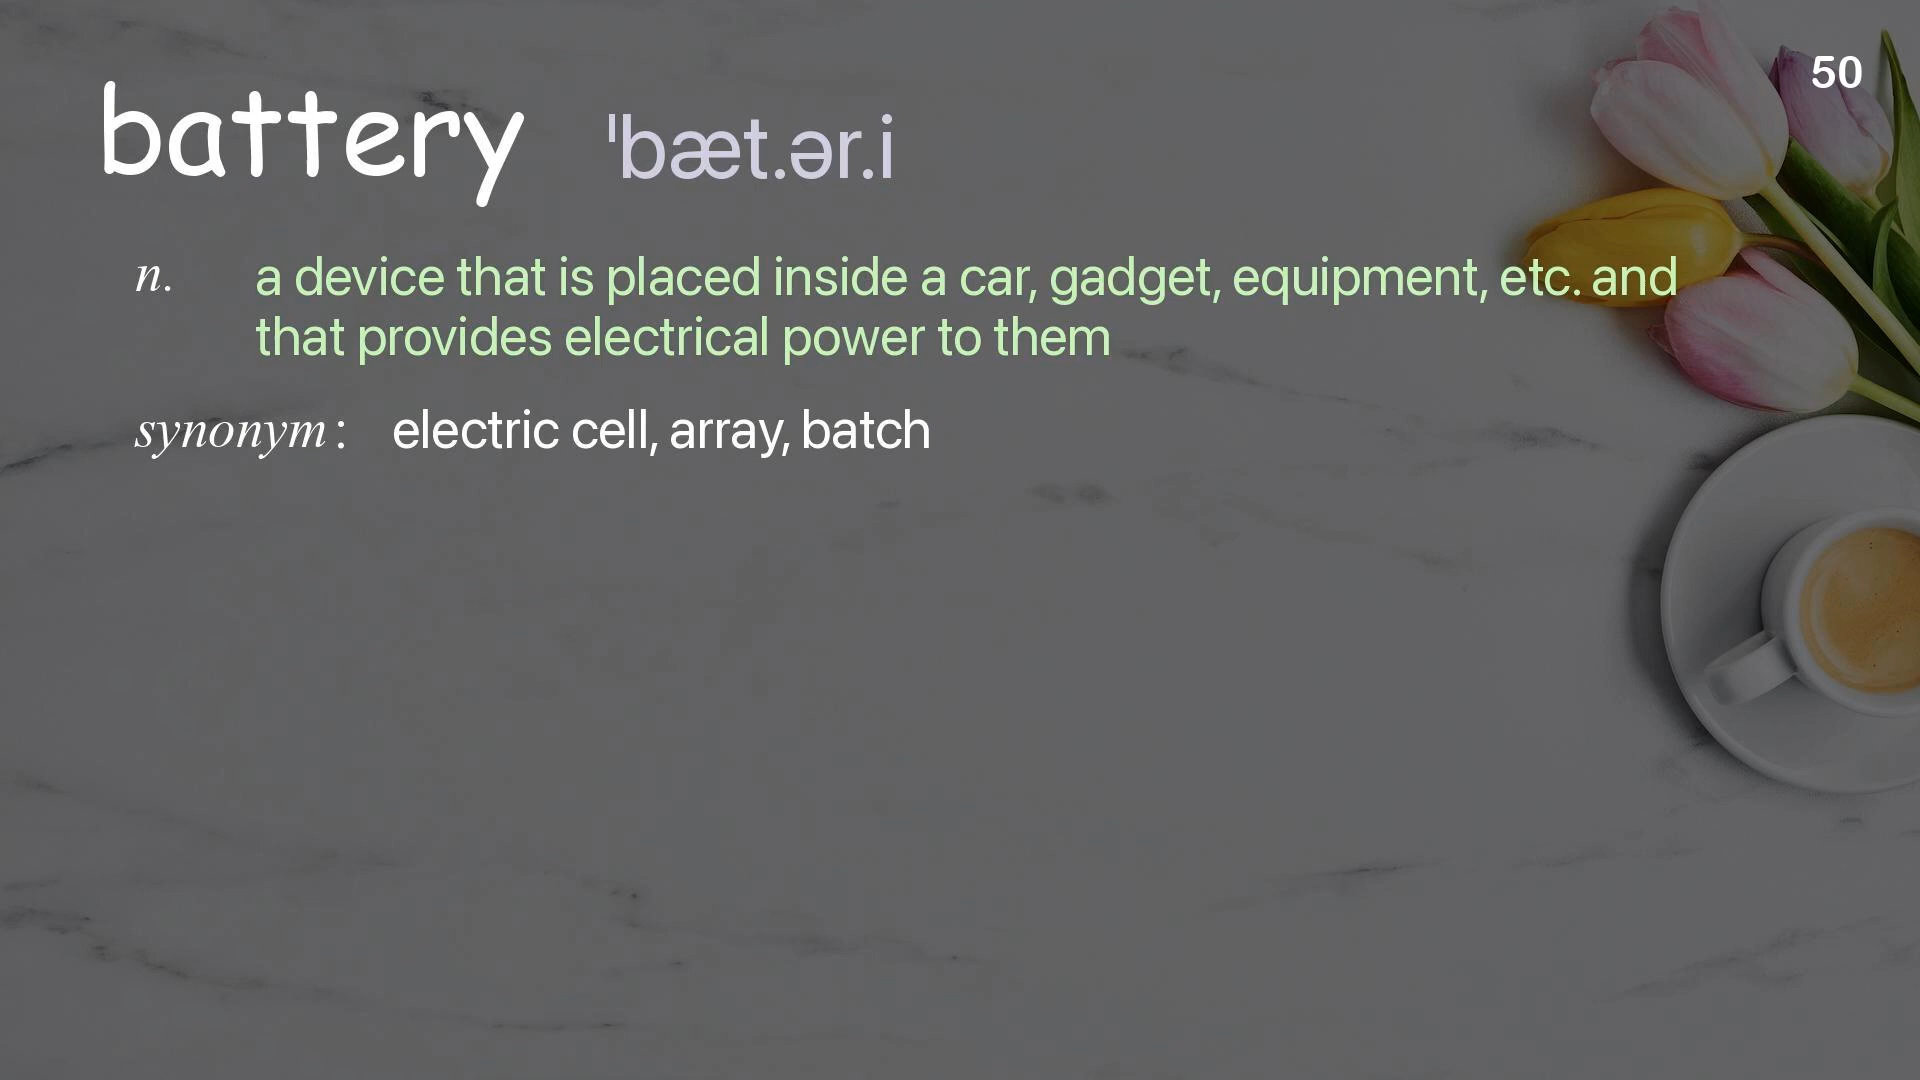 50
battery ˈbæt.ər.i
n. a device that is placed inside a car, gadget, equipment, etc. and
that provides electrical power to them
synonym: electric cell, array, batch